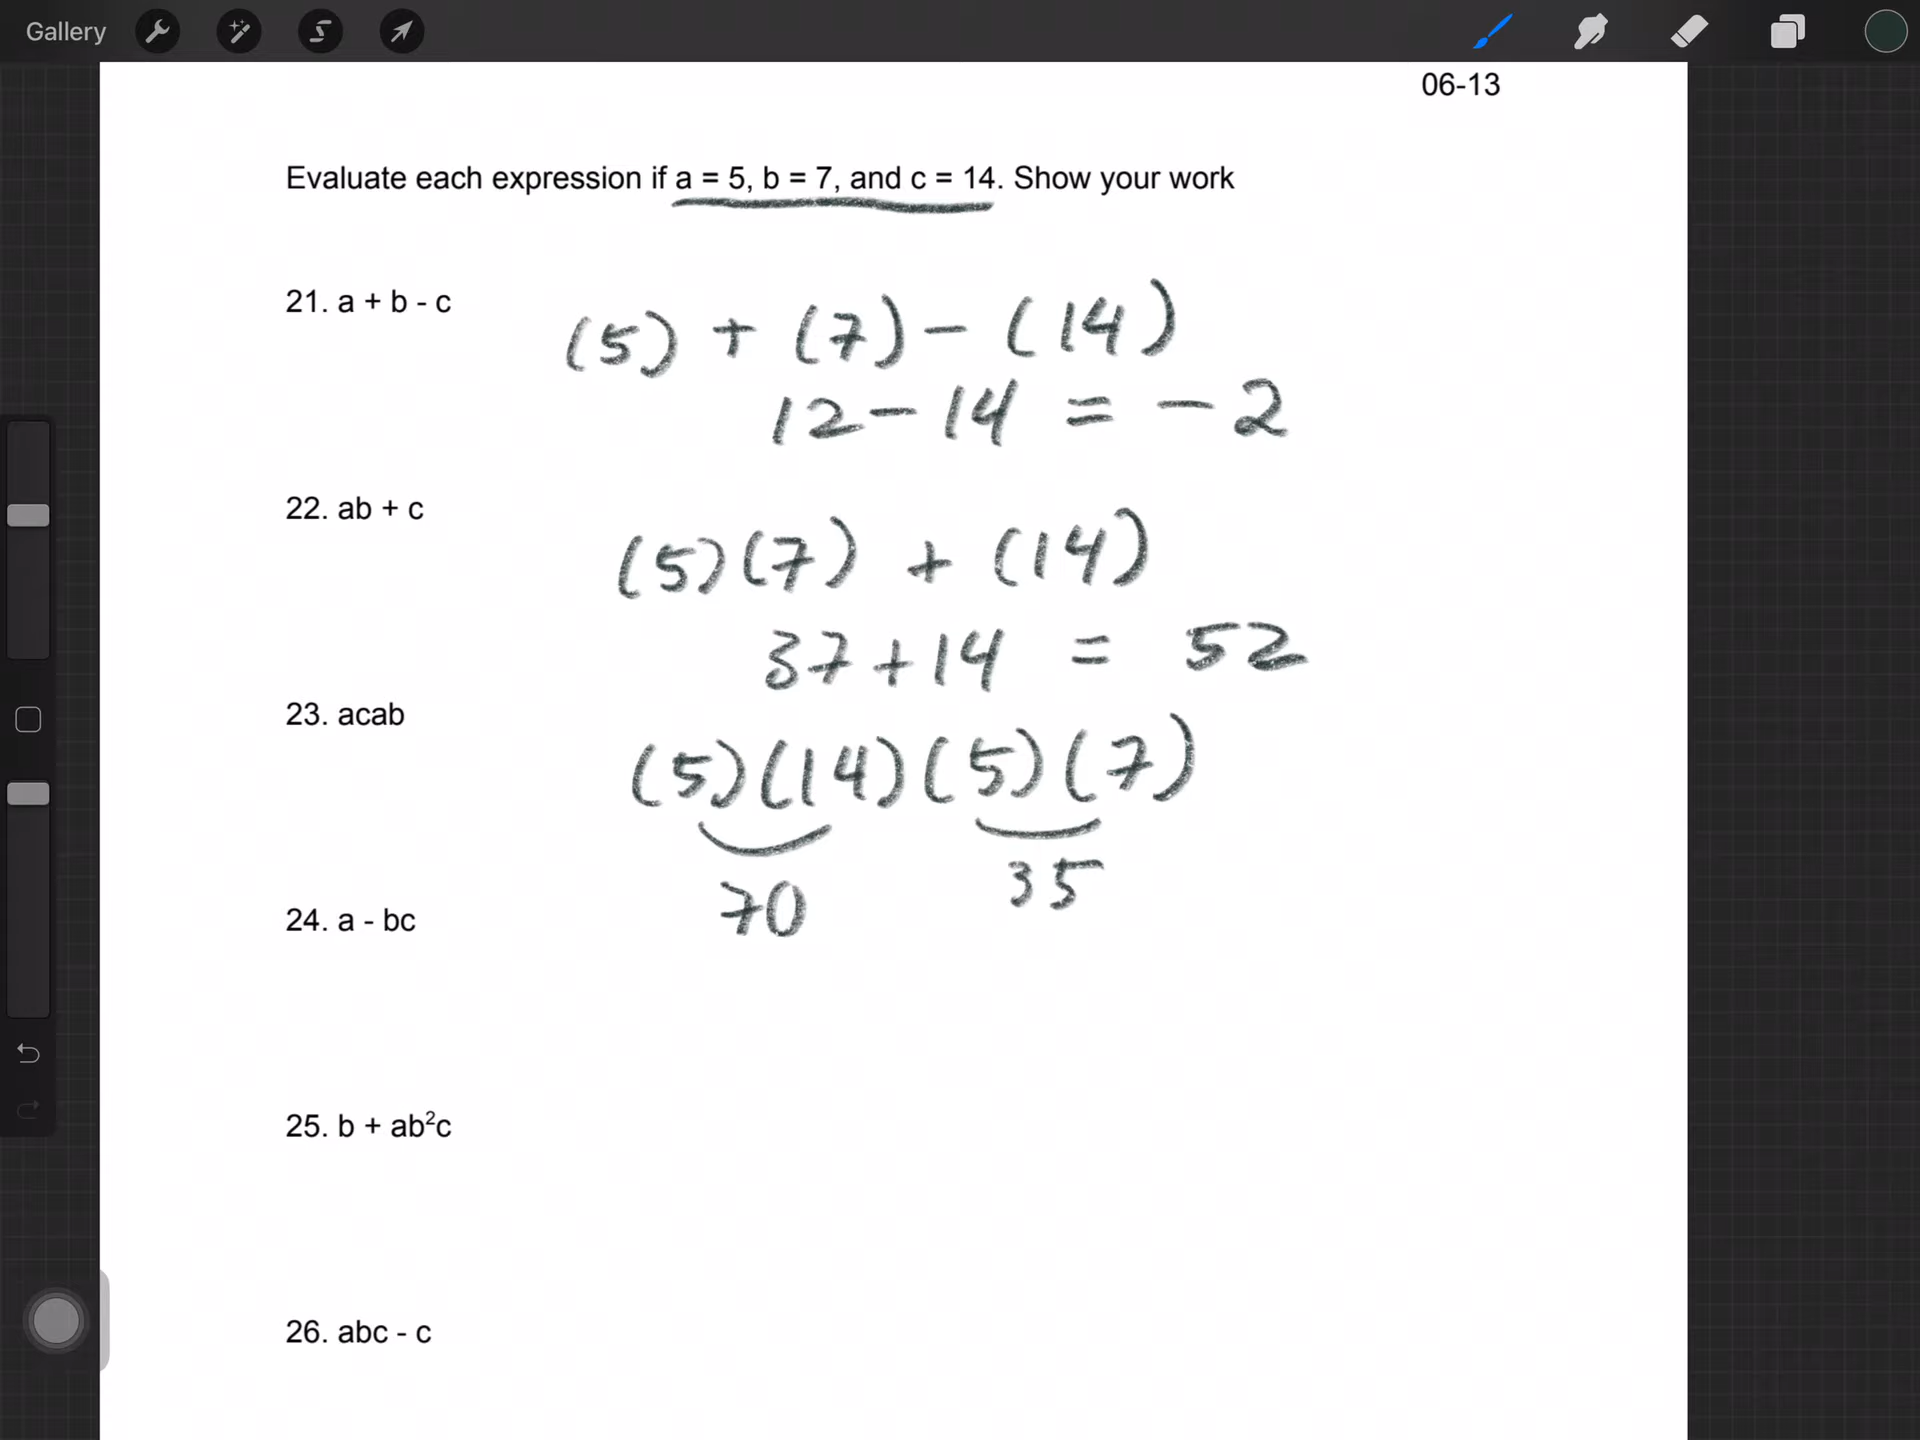 Gallery
06-13
Evaluate each expression if a = 5, b = 7, and c = 14. Show your work
21. a + b - c
(5) + (7) - (14)
12 - 14 = - 2
22. ab + c
(5)(7) + (14)
37 + 14 = 52
23. acab
(5)(14)(5)(7)
70 35
24. a - bc
25. b + ab²c
26. abc - c